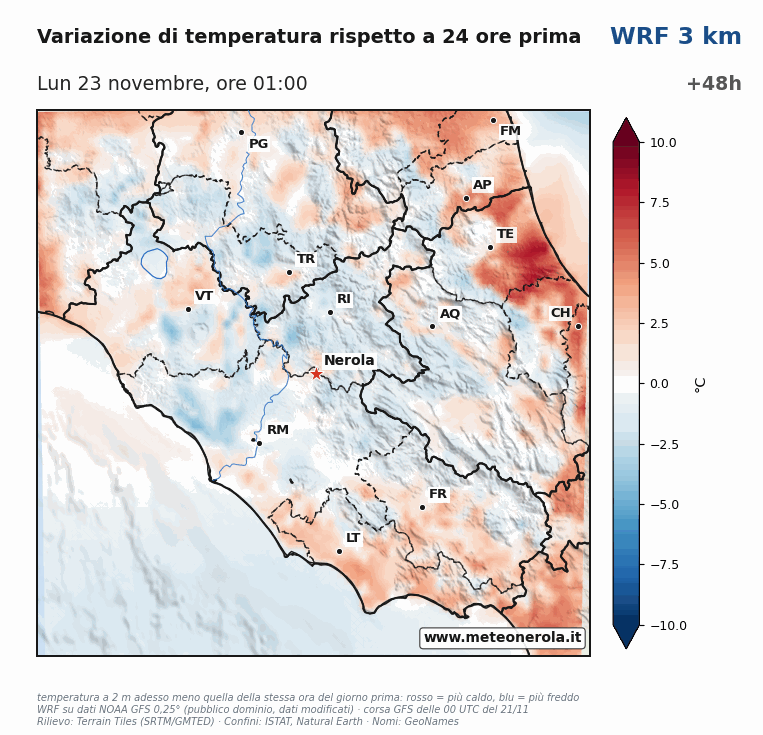 Variazione di temperatura rispetto a 24 ore prima
WRF 3 km
Lun 23 novembre, ore 01:00
+48h
PG
FM
AP
TE
TR
VT
RI
AQ
CH
Nerola
RM
FR
LT
www.meteonerola.it
10.0
7.5
5.0
2.5
0.0
−2.5
−5.0
−7.5
−10.0
°C
temperatura a 2 m adesso meno quella della stessa ora del giorno prima: rosso = più caldo, blu = più freddo
WRF su dati NOAA GFS 0,25° (pubblico dominio, dati modificati) · corsa GFS delle 00 UTC del 21/11
Rilievo: Terrain Tiles (SRTM/GMTED) · Confini: ISTAT, Natural Earth · Nomi: GeoNames